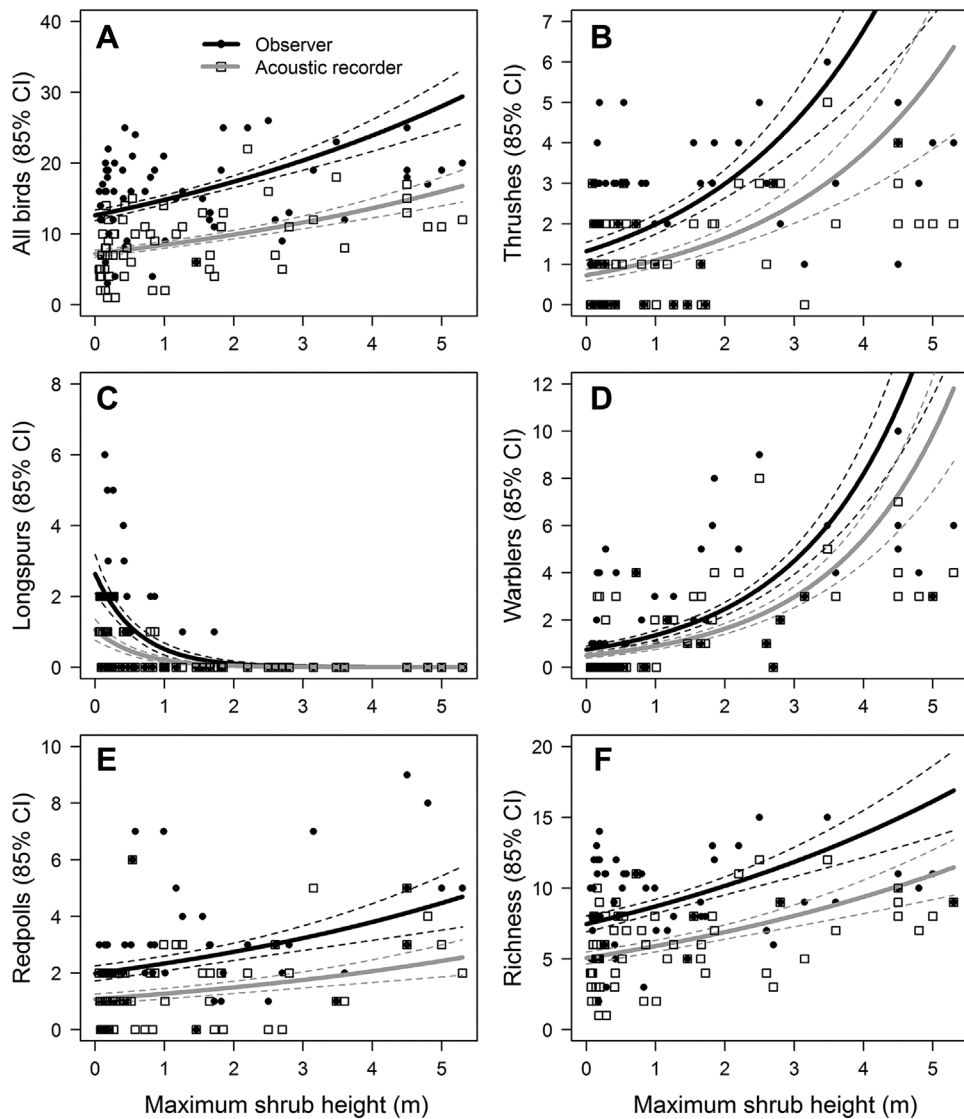 A
Observer
Acoustic recorder
All birds (85% CI)
40
30
20
10
0
0 1 2 3 4 5
B
Thrushes (85% CI)
7
6
5
4
3
2
1
0
0 1 2 3 4 5
C
Longspurs (85% CI)
8
6
4
2
0
0 1 2 3 4 5
D
Warblers (85% CI)
12
10
8
6
4
2
0
0 1 2 3 4 5
E
Redpolls (85% CI)
10
8
6
4
2
0
0 1 2 3 4 5
Maximum shrub height (m)
F
Richness (85% CI)
20
15
10
5
0
0 1 2 3 4 5
Maximum shrub height (m)